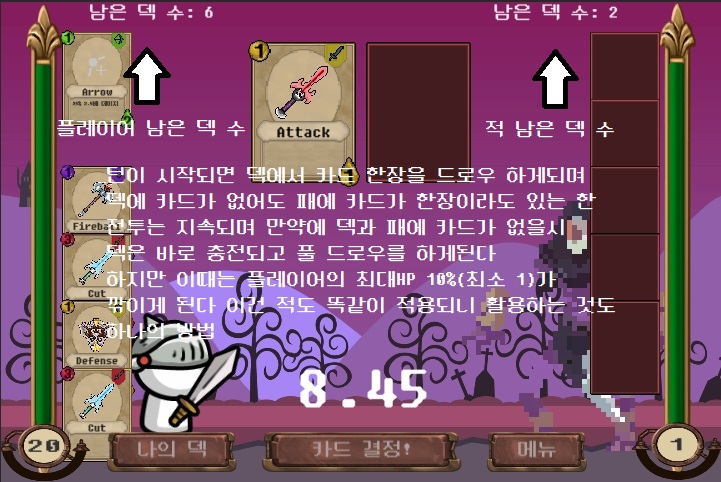 남은 덱 수: 6
남은 덱 수: 2
1
Arrow
1
Attack
플레이어 남은 덱 수
적 남은 덱 수
턴이 시작되면 덱에서 카드 한장을 드로우 하게되며
덱에 카드가 없어도 패에 카드가 한장이라도 있는 한
전투는 지속되며 만약에 덱과 패에 카드가 없을시
덱은 바로 충전되고 풀 드로우를 하게된다
하지만 이때는 플레이어의 최대HP 10%(최소 1)가
깎이게 된다 이건 적도 똑같이 적용되니 활용하는 것도
하나의 방법
1
Fireball
3
Cut
1
Defense
3
Cut
8.45
20
나의 덱
카드 결정!
메뉴
1